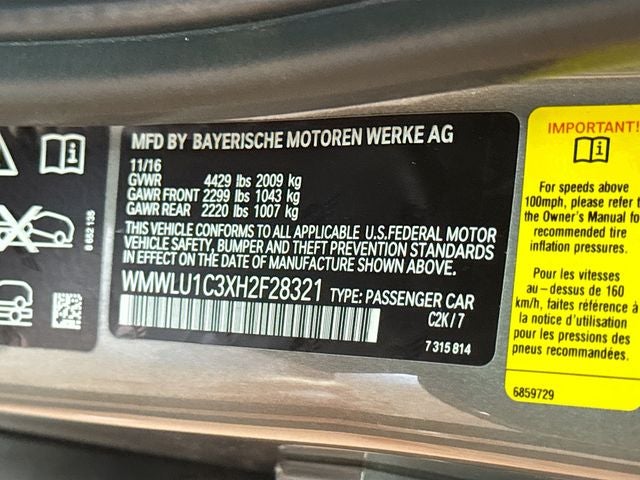 MFD BY BAYERISCHE MOTOREN WERKE AG
11/16
GVWR 4429 lbs 2009 kg
GAWR FRONT 2299 lbs 1043 kg
GAWR REAR 2220 lbs 1007 kg
THIS VEHICLE CONFORMS TO ALL APPLICABLE U.S.FEDERAL MOTOR
VEHICLE SAFETY, BUMPER AND THEFT PREVENTION STANDARDS
IN EFFECT ON THE DATE OF MANUFACTURE SHOWN ABOVE.
WMWLU1C3XH2F28321 TYPE: PASSENGER CAR
C2K / 7
7 315 814
8 652 135
IMPORTANT!
For speeds above
100mph, please refer t
the Owner's Manual fo
recommended tire
inflation pressures.
Pour les vitesses
au-dessus de 160
km/h, faites référence à
la notice d'utilisation
pour les pressions des
pneus recommandées.
6859729